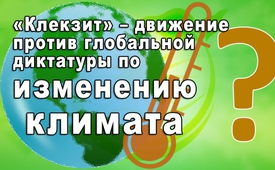 «Клекзит» – движение
против глобальной
диктатуры по
изменению
климата
?